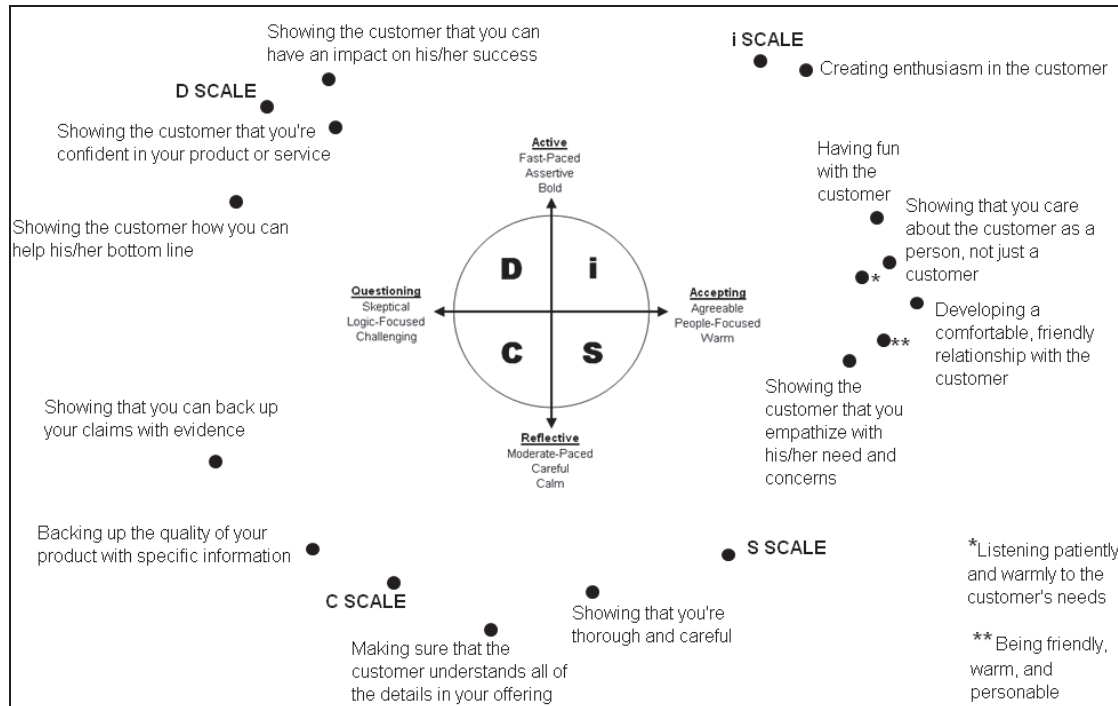 Showing the customer that you can
have an impact on his/her success
D SCALE
Showing the customer that you're
confident in your product or service
Showing the customer how you can
help his/her bottom line
i SCALE
Creating enthusiasm in the customer
Having fun
with the
customer
Showing that you care
about the customer as a
person, not just a
customer
*
Developing a
comfortable, friendly
relationship with the
customer
**
Showing the
customer that you
empathize with
his/her need and
concerns
Active
Fast-Paced
Assertive
Bold
D
i
Questioning
Skeptical
Logic-Focused
Challenging
Accepting
Agreeable
People-Focused
Warm
C
S
Reflective
Moderate-Paced
Careful
Calm
Showing that you can back up
your claims with evidence
Backing up the quality of your
product with specific information
C SCALE
Making sure that the
customer understands all of
the details in your offering
Showing that you're
thorough and careful
S SCALE
*Listening patiently
and warmly to the
customer's needs
**Being friendly,
warm, and
personable